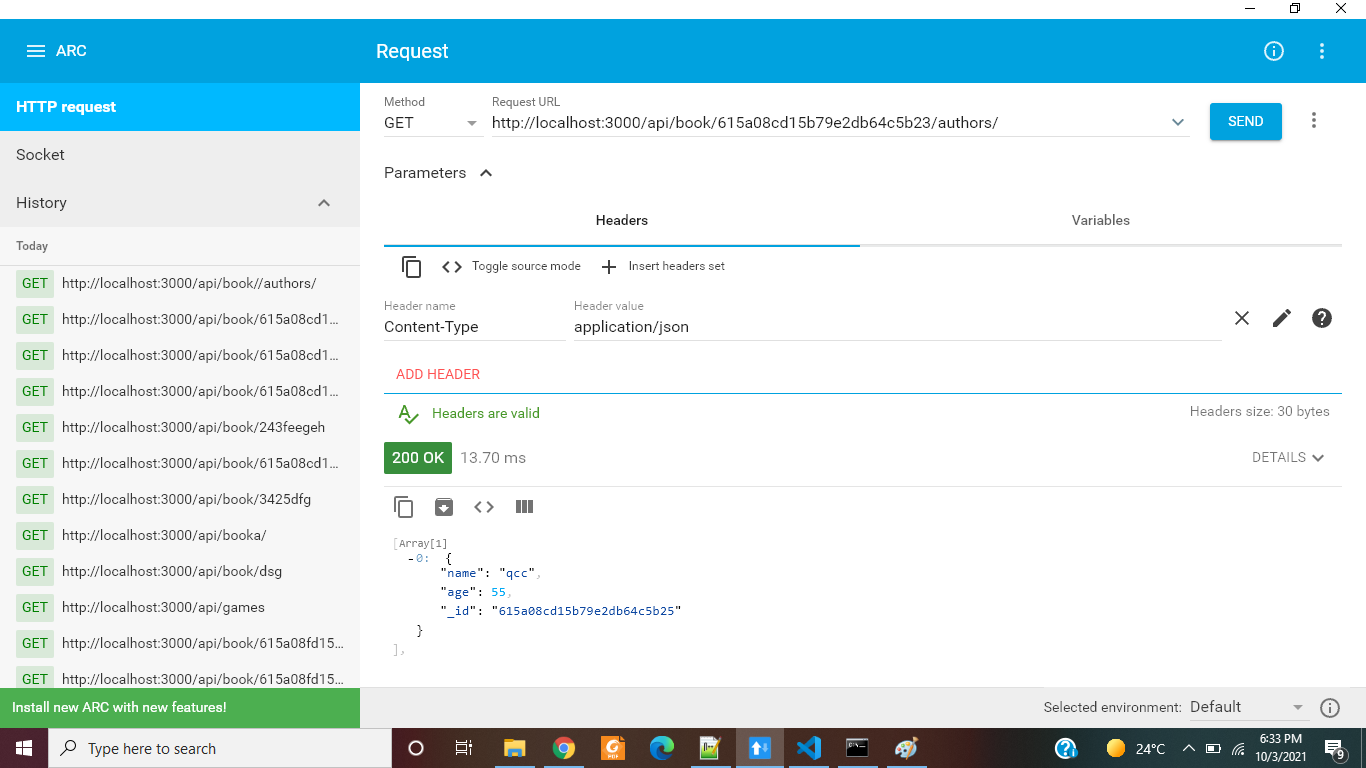 ARC
Request
HTTP request
Socket
History
Today
GET http://localhost:3000/api/book//authors/
GET http://localhost:3000/api/book/615a08cd1...
GET http://localhost:3000/api/book/615a08cd1...
GET http://localhost:3000/api/book/615a08cd1...
GET http://localhost:3000/api/book/243feegeh
GET http://localhost:3000/api/book/615a08cd1...
GET http://localhost:3000/api/book/3425dfg
GET http://localhost:3000/api/booka/
GET http://localhost:3000/api/book/dsg
GET http://localhost:3000/api/games
GET http://localhost:3000/api/book/615a08fd15...
GET http://localhost:3000/api/book/615a08fd15...
Install new ARC with new features!
Method Request URL
GET http://localhost:3000/api/book/615a08cd15b79e2db64c5b23/authors/
SEND
Parameters
Headers Variables
Toggle source mode Insert headers set
Header name Header value
Content-Type application/json
ADD HEADER
Headers are valid Headers size: 30 bytes
200 OK 13.70 ms DETAILS
[Array[1]
-0: {
"name": "qcc",
"age": 55,
"_id": "615a08cd15b79e2db64c5b25"
}
],
Selected environment: Default
Type here to search
24°C
6:33 PM
10/3/2021
9